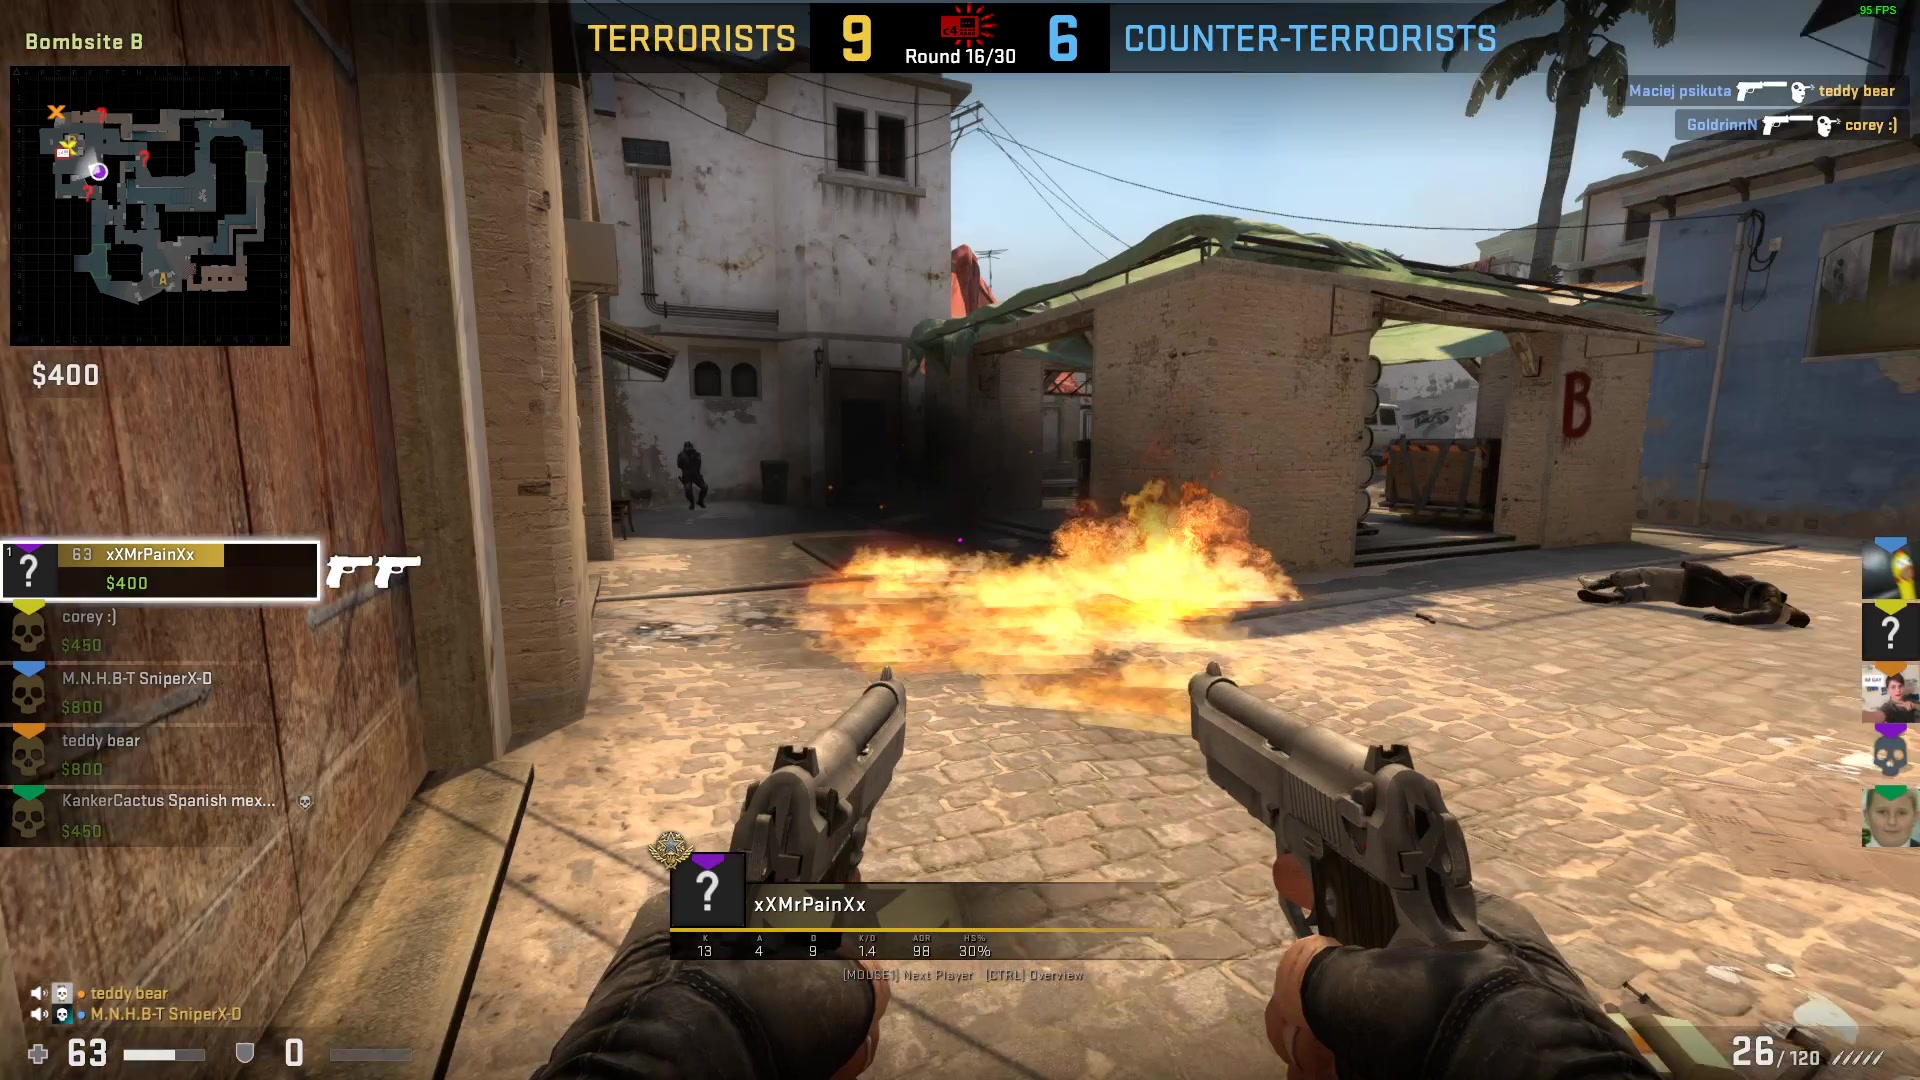 95 FPS
Bombsite B
TERRORISTS 9 Round 16/30 6 COUNTER-TERRORISTS
Maciej psikuta teddy bear
GoldrinnN corey :)
A
$400
B
1 ? 63 xXMrPainXx
$400
corey :)
$450
M.N.H.B-T SniperX-D
$800
teddy bear
$800
KankerCactus Spanish mex...
$450
?
? xXMrPainXx
K A D K/D ADR HS%
13 4 9 1.4 98 30%
[MOUSE1] Next Player [CTRL] Overview
teddy bear
M.N.H.B-T SniperX-D
63 0 26 / 120